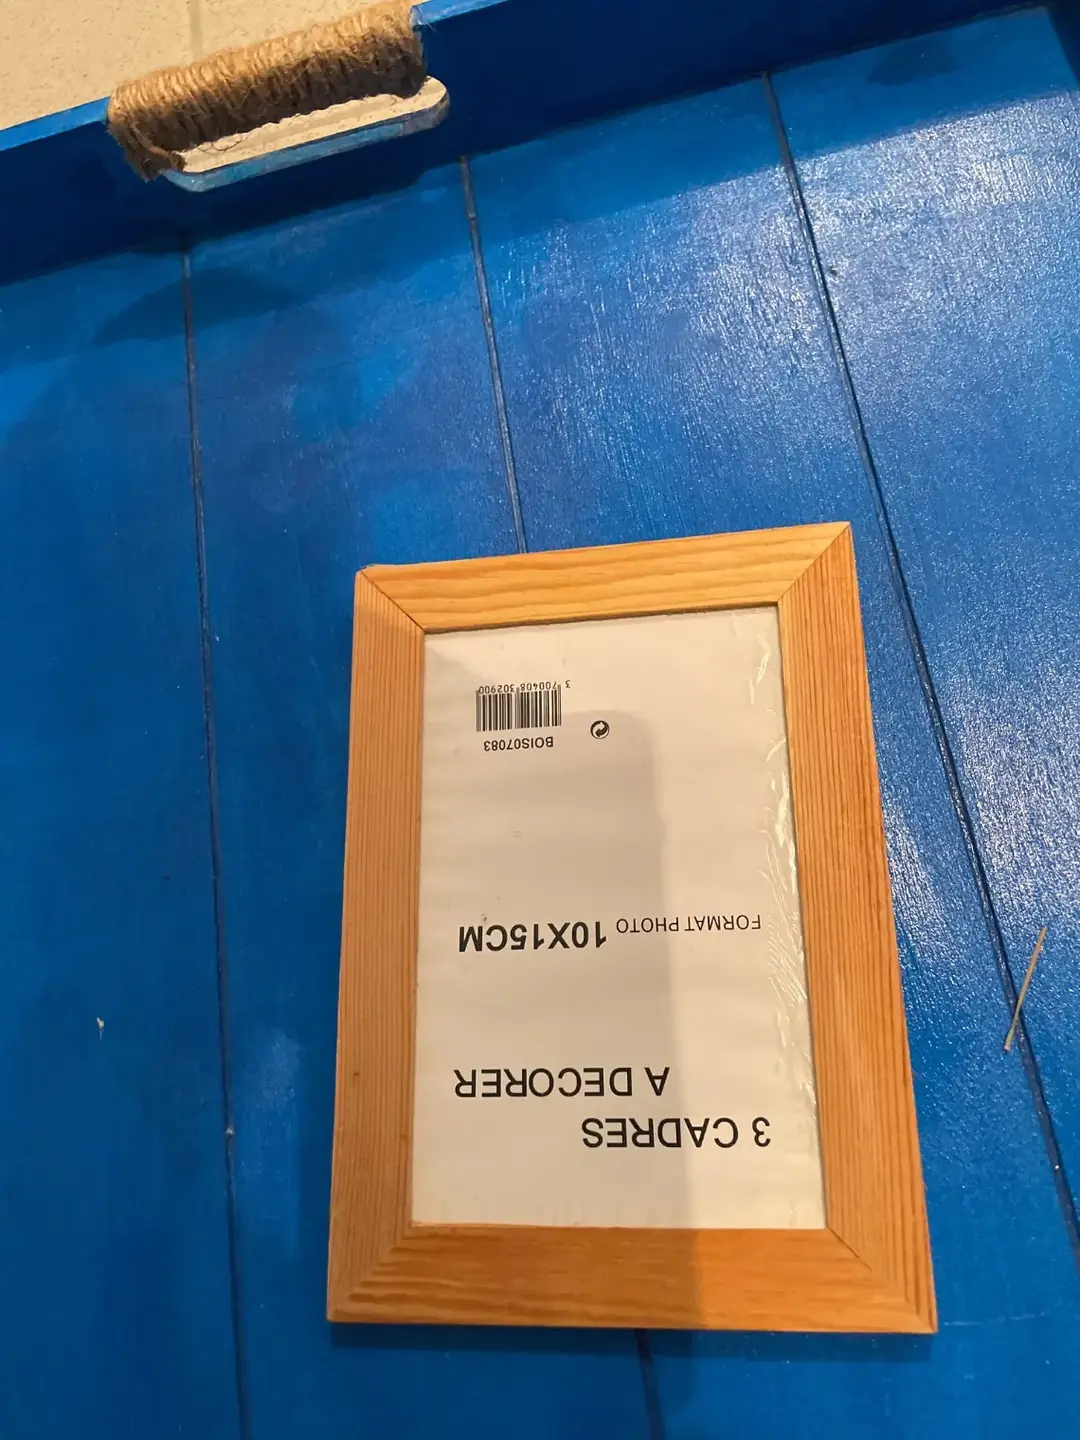 3 CADRES
A DECORER
FORMAT PHOTO 10X15CM
BOIS07083
3 700408 302900